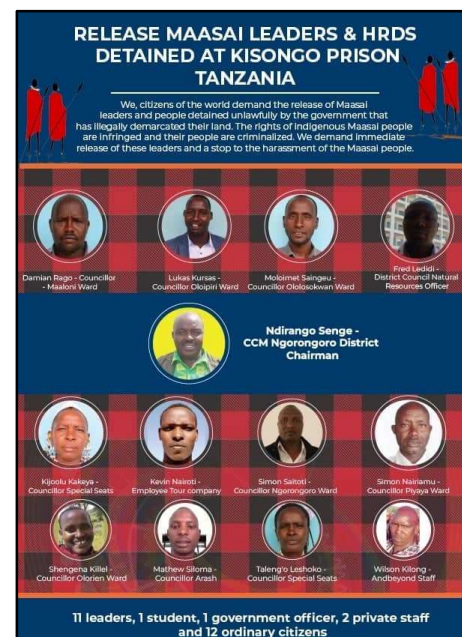 RELEASE MAASAI LEADERS & HRDS
DETAINED AT KISONGO PRISON
TANZANIA
We, citizens of the world demand the release of Maasai
leaders and people detained unlawfully by the government that
has illegally demarcated their land. The rights of Indigenous Maasai people
are infringed and their people are criminalized. We demand immediate
release of these leaders and a stop to the harassment of the Maasai people.
Damian Rago - Councillor
- Maaloni Ward
Lukas Kursas -
Councillor Oloipiri Ward
Moloimet Saingeu -
Councillor Ololosokwan Ward
Fred Ledidi -
District Council Natural
Resources Officer
Ndirango Senge -
CCM Ngorongoro District
Chairman
Kijoolu Kakeya -
Councillor Special Seats
Kevin Nairoti -
Employee Tour company
Simon Saitoti -
Councillor Ngorongoro Ward
Simon Nairiamu -
Councillor Piyaya Ward
Shengena Killel -
Councillor Olorien Ward
Mathew Siloma -
Councillor Arash
Taleng'o Leshoko -
Councillor Special Seats
Wilson Kilong -
Andbeyond Staff
11 leaders, 1 student, 1 government officer, 2 private staff
and 12 ordinary citizens